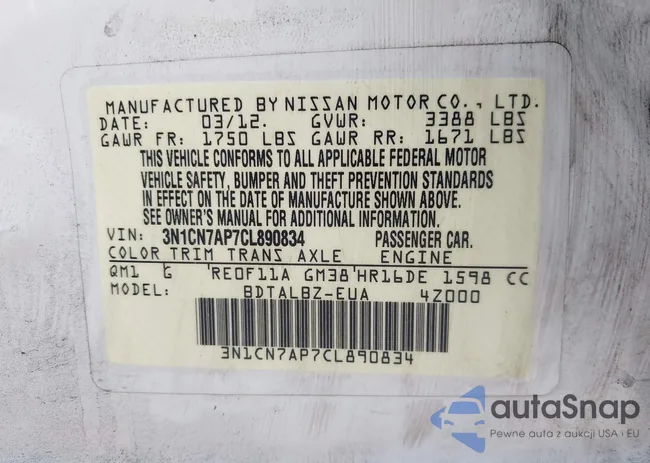 MANUFACTURED BY NISSAN MOTOR CO., LTD.
DATE: 03/12. GVWR: 3388 LBS
GAWR FR: 1750 LBS GAWR RR: 1671 LBS
THIS VEHICLE CONFORMS TO ALL APPLICABLE FEDERAL MOTOR
VEHICLE SAFETY, BUMPER AND THEFT PREVENTION STANDARDS
IN EFFECT ON THE DATE OF MANUFACTURE SHOWN ABOVE.
SEE OWNER'S MANUAL FOR ADDITIONAL INFORMATION.
VIN: 3N1CN7AP7CL890834 PASSENGER CAR.
COLOR TRIM TRANS AXLE ENGINE
QM1 G 'RE0F11A GM38'HR16DE 1598 CC
MODEL: BDTALBZ-EUA 4Z000
3N1CN7AP7CL890834
autaSnap
Pewne auta z aukcji USA i EU